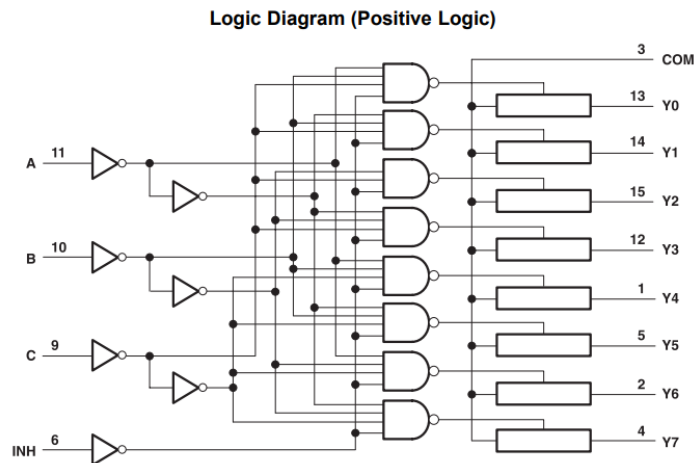 Logic Diagram (Positive Logic)
3 COM
13 Y0
14 Y1
A 11
15 Y2
12 Y3
B 10
1 Y4
5 Y5
C 9
2 Y6
4 Y7
INH 6